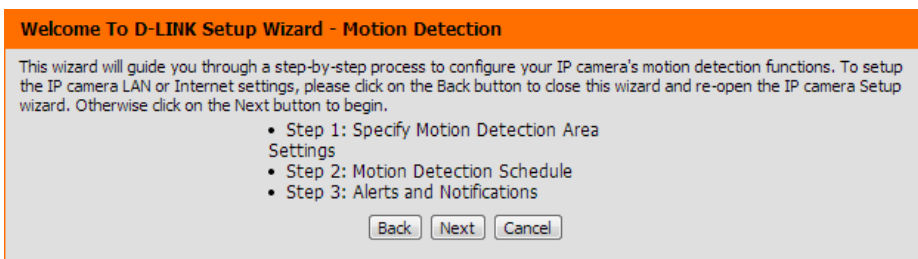 Welcome To D-LINK Setup Wizard - Motion Detection
This wizard will guide you through a step-by-step process to configure your IP camera's motion detection functions. To setup
the IP camera LAN or Internet settings, please click on the Back button to close this wizard and re-open the IP camera Setup
wizard. Otherwise click on the Next button to begin.
• Step 1: Specify Motion Detection Area
Settings
• Step 2: Motion Detection Schedule
• Step 3: Alerts and Notifications
Back Next Cancel